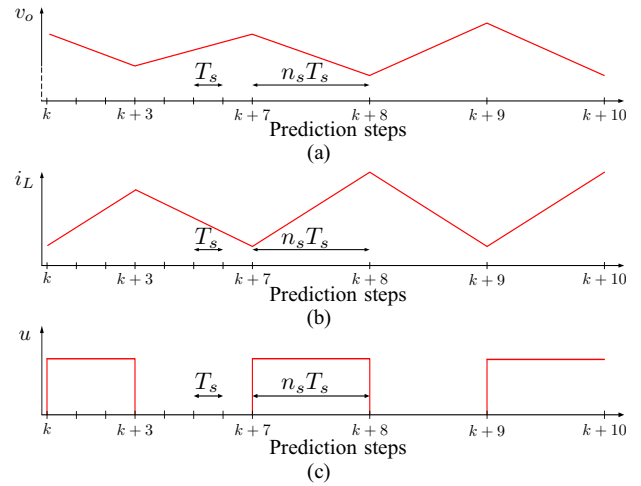 v_o
T_s
n_sT_s
k
k + 3
k + 7
k + 8
k + 9
k + 10
Prediction steps
(a)
i_L
T_s
n_sT_s
k
k + 3
k + 7
k + 8
k + 9
k + 10
Prediction steps
(b)
u
T_s
n_sT_s
k
k + 3
k + 7
k + 8
k + 9
k + 10
Prediction steps
(c)